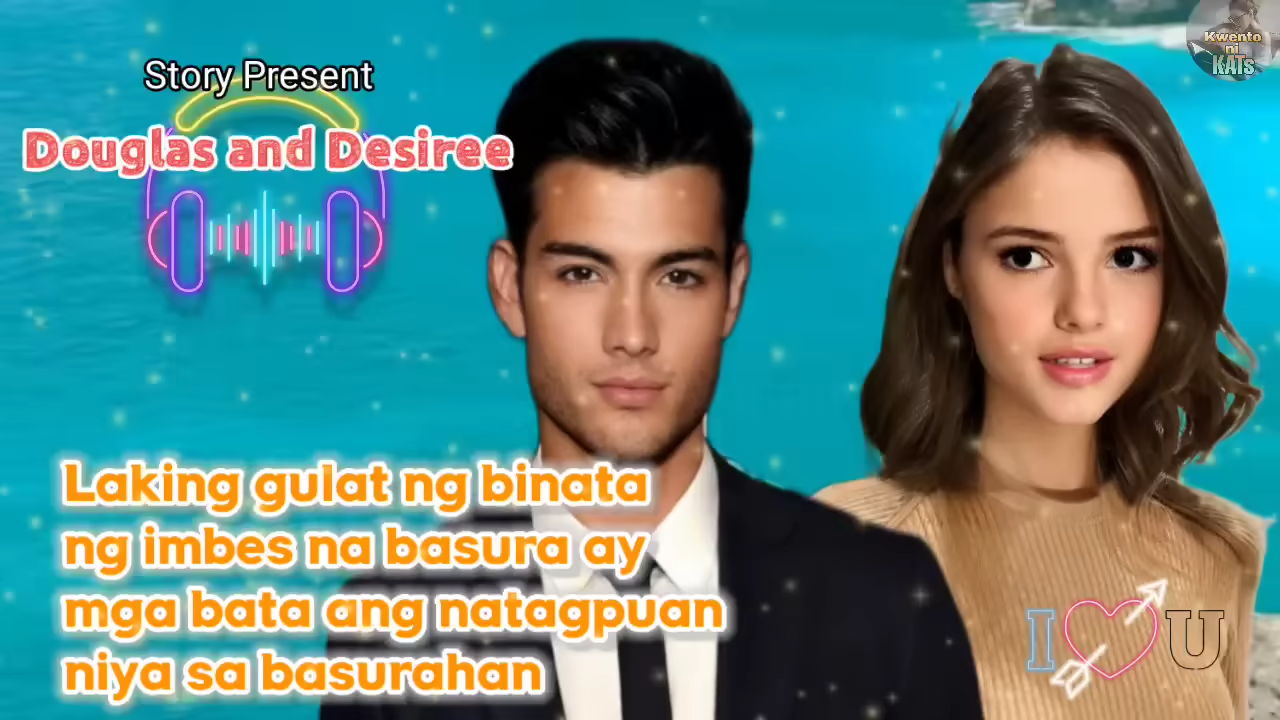 Story Present
Douglas and Desiree
Kwento
ni
KATs
Laking gulat ng binata
ng imbes na basura ay
mga bata ang natagpuan
niya sa basurahan
I U